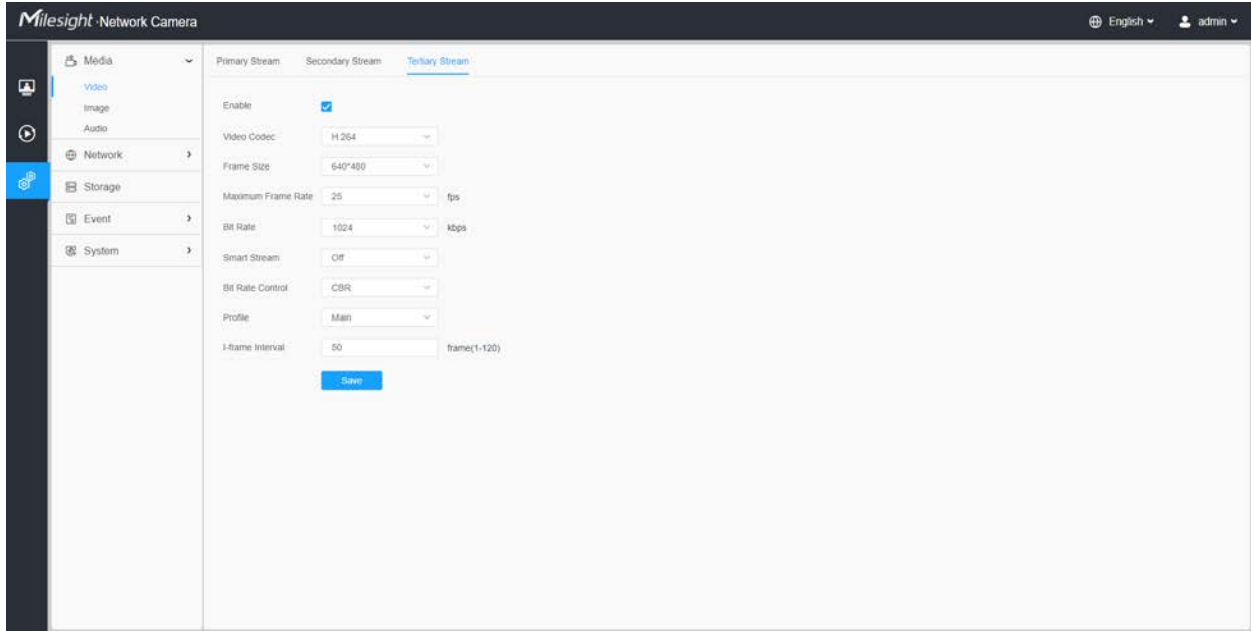 Milesight · Network Camera
English
admin
Media
Video
Image
Audio
Network
Storage
Event
System
Primary Stream Secondary Stream Tertiary Stream
Enable
Video Codec H.264
Frame Size 640*480
Maximum Frame Rate 25 fps
Bit Rate 1024 kbps
Smart Stream Off
Bit Rate Control CBR
Profile Main
I-frame Interval 50 frame(1-120)
Save